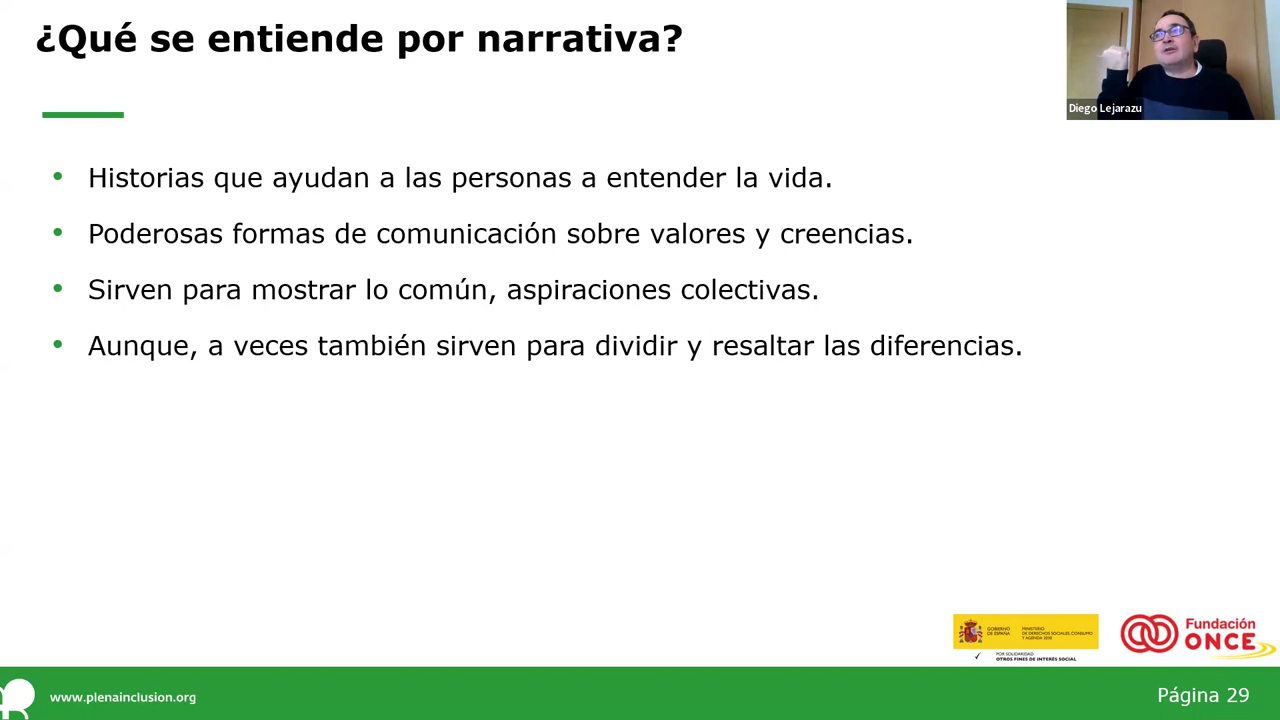 ¿Qué se entiende por narrativa?
Diego Lejarazu
• Historias que ayudan a las personas a entender la vida.
• Poderosas formas de comunicación sobre valores y creencias.
• Sirven para mostrar lo común, aspiraciones colectivas.
• Aunque, a veces también sirven para dividir y resaltar las diferencias.
GOBIERNO
DE ESPAÑA
MINISTERIO
DE DERECHOS SOCIALES, CONSUMO
Y AGENDA 2030
POR SOLIDARIDAD
OTROS FINES DE INTERÉS SOCIAL
Fundación
ONCE
www.plenainclusion.org
Página 29